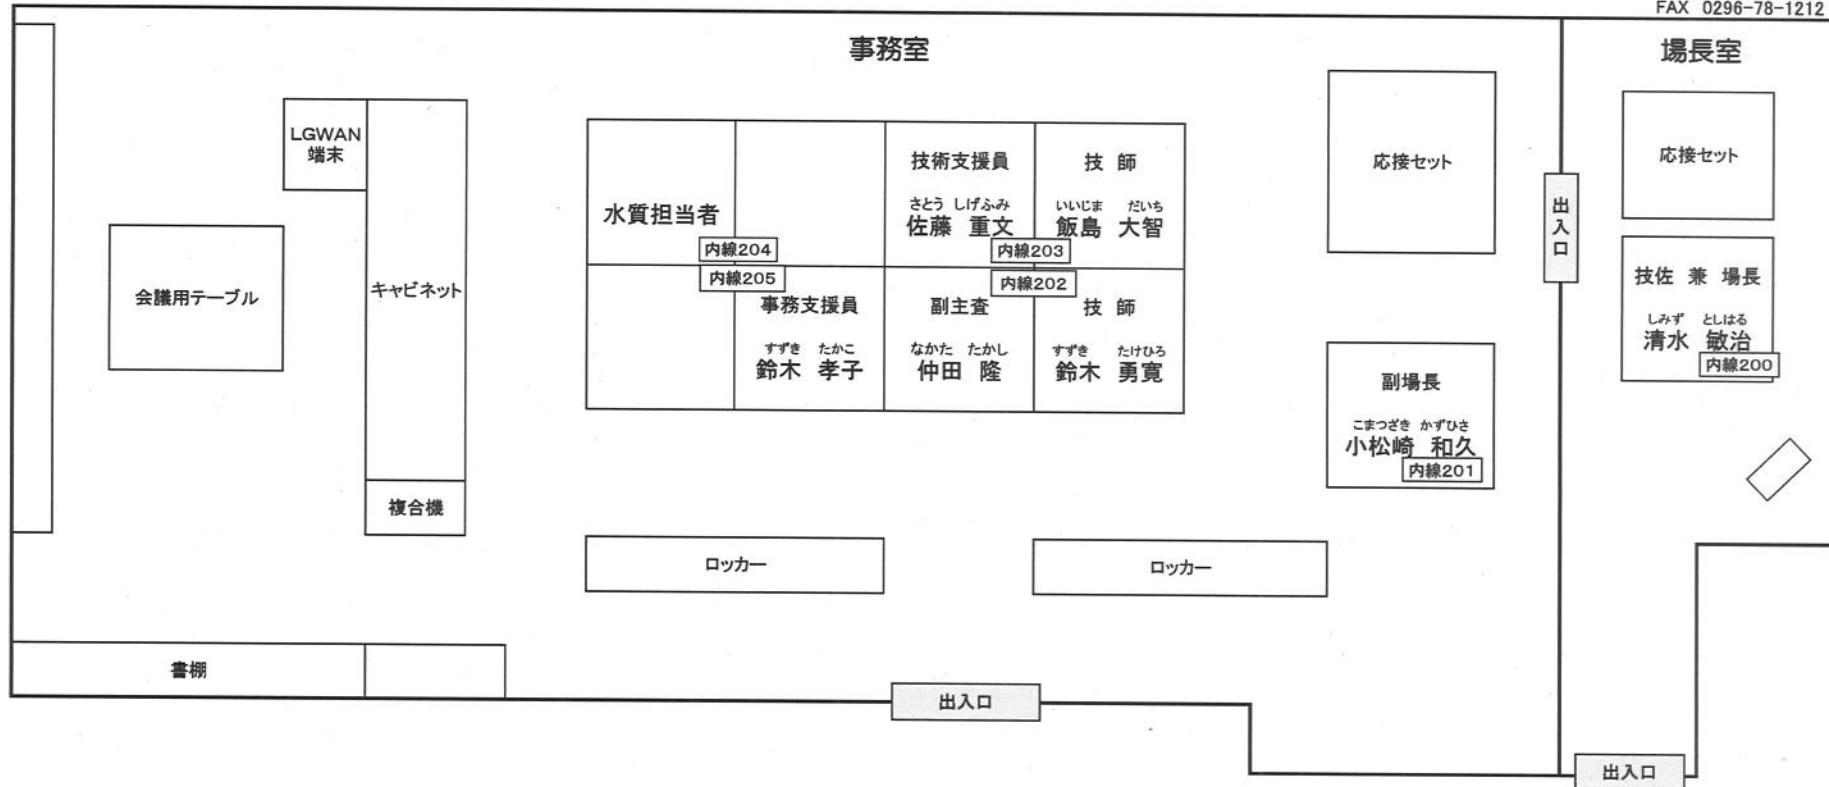 FAX 0296-78-1212
事務室
場長室
LGWAN
端末
キャビネット
会議用テーブル
複合機
書棚
水質担当者
内線204
技術支援員
さとう しげふみ
佐藤 重文
技 師
いいじま だいち
飯島 大智
内線203
内線205
事務支援員
すずき たかこ
鈴木 孝子
副主査
なかた たかし
仲田 隆
内線202
技 師
すずき たけひろ
鈴木 勇寛
ロッカー
ロッカー
応接セット
副場長
こまつざき かずひさ
小松崎 和久
内線201
出入口
応接セット
技佐 兼 場長
しみず としはる
清水 敏治
内線200
出入口
出入口